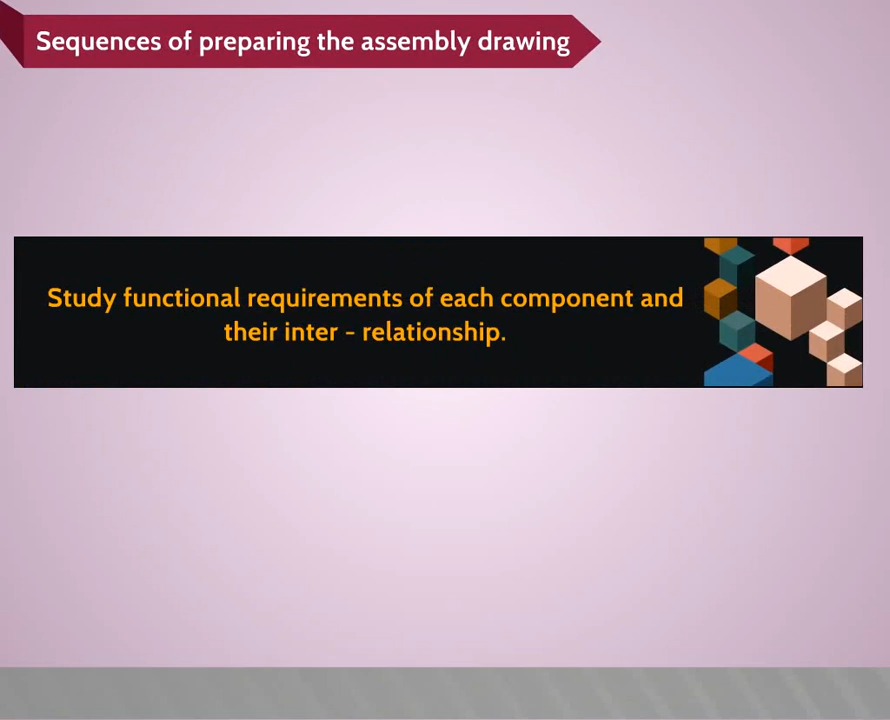 Sequences of preparing the assembly drawing
Study functional requirements of each component and
their inter - relationship.